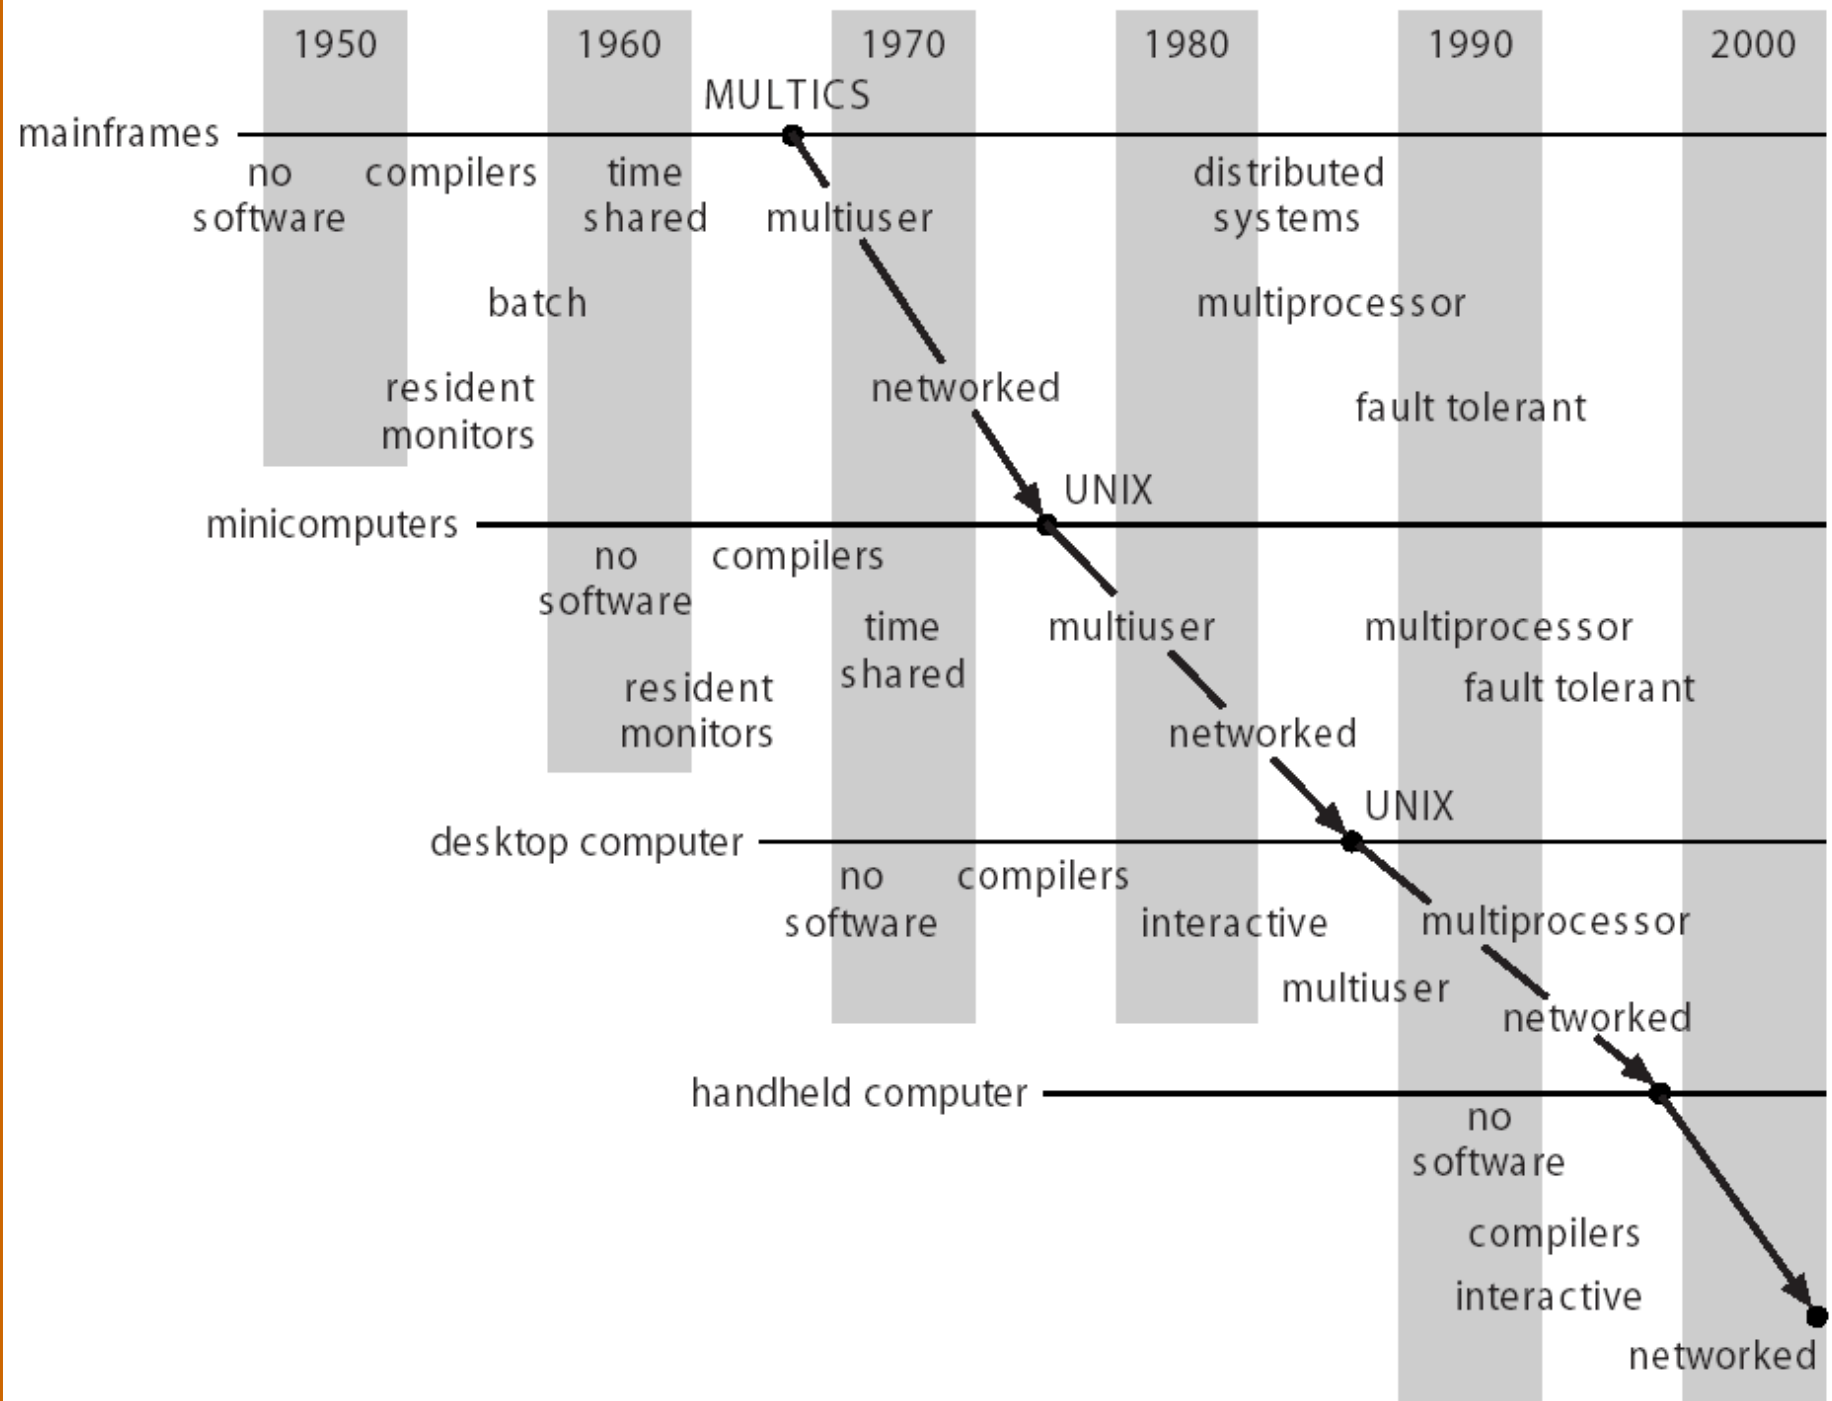 1950 1960 1970 1980 1990 2000
MULTICS
mainframes
no compilers time distributed
software shared multiuser systems
batch multiprocessor
resident networked fault tolerant
monitors
UNIX
minicomputers
no compilers
software
time multiuser multiprocessor
shared
resident fault tolerant
monitors networked
UNIX
desktop computer
no compilers
software interactive multiprocessor
multiuser
networked
handheld computer
no
software
compilers
interactive
networked